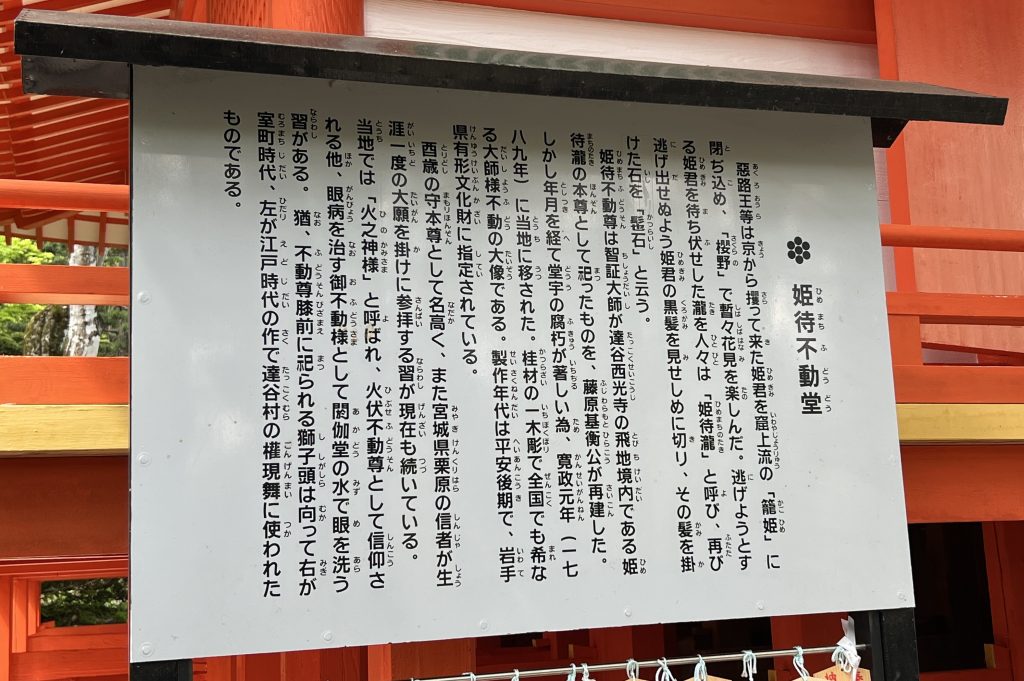 姫待不動堂
惡路王等は京から攫って来た姫君を窟上流の「籠姫」に
閉ぢ込め、「櫻野」で暫々花見を楽しんだ。逃げようとす
る姫君を待ち伏せした瀧を人々は「姫待瀧」と呼び、再び
逃げ出せぬよう姫君の黒髪を見せしめに切り、その髪を掛
けた石を「髢石」と云う。
姫待不動尊は智証大師が達谷西光寺の飛地境内である姫
待瀧の本尊として祀ったものを、藤原基衡公が再建した。
しかし年月を経て堂宇の腐朽が著しい為、寛政元年（一七
八九年）に当地に移された。桂材の一木彫で全国でも希な
る大師様不動の大像である。製作年代は平安後期で、岩手
県有形文化財に指定されている。
酉歳の守本尊として名高く、また宮城県栗原の信者が生
涯一度の大願を掛けに参拝する習が現在も続いている。
当地では「火之神様」と呼ばれ、火伏不動尊として信仰さ
れる他、眼病を治す御不動様として閼伽堂の水で眼を洗う
習がある。猶、不動尊膝前に祀られる獅子頭は向って右が
室町時代、左が江戸時代の作で達谷村の権現舞に使われた
ものである。